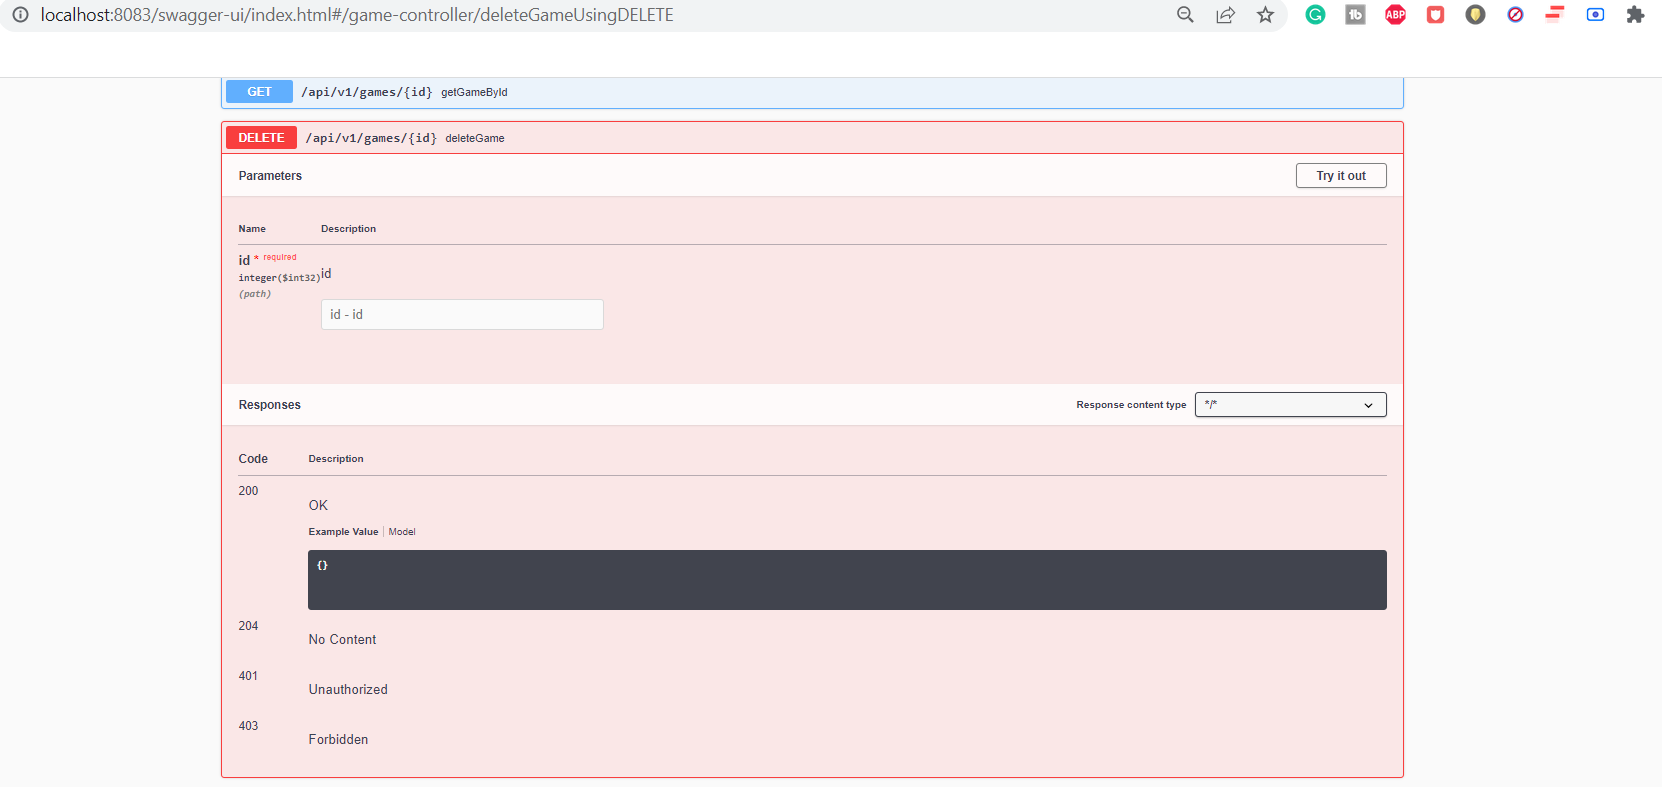 localhost:8083/swagger-ui/index.html#/game-controller/deleteGameUsingDELETE
G tb ABP
GET /api/v1/games/{id} getGameById
DELETE /api/v1/games/{id} deleteGame
Parameters Try it out
Name Description
id * required
integer($int32) id
(path)
id - id
Responses Response content type */*
Code Description
200
OK
Example Value Model
{}
204
No Content
401
Unauthorized
403
Forbidden